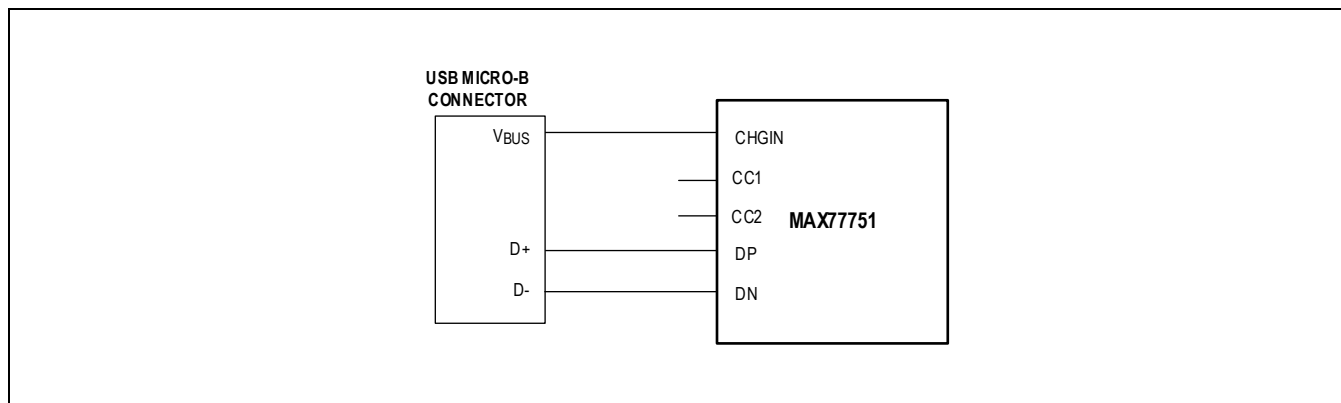 USB MICRO-B
CONNECTOR
VBUS
D+
D-
CHGIN
CC1
CC2
MAX77751
DP
DN